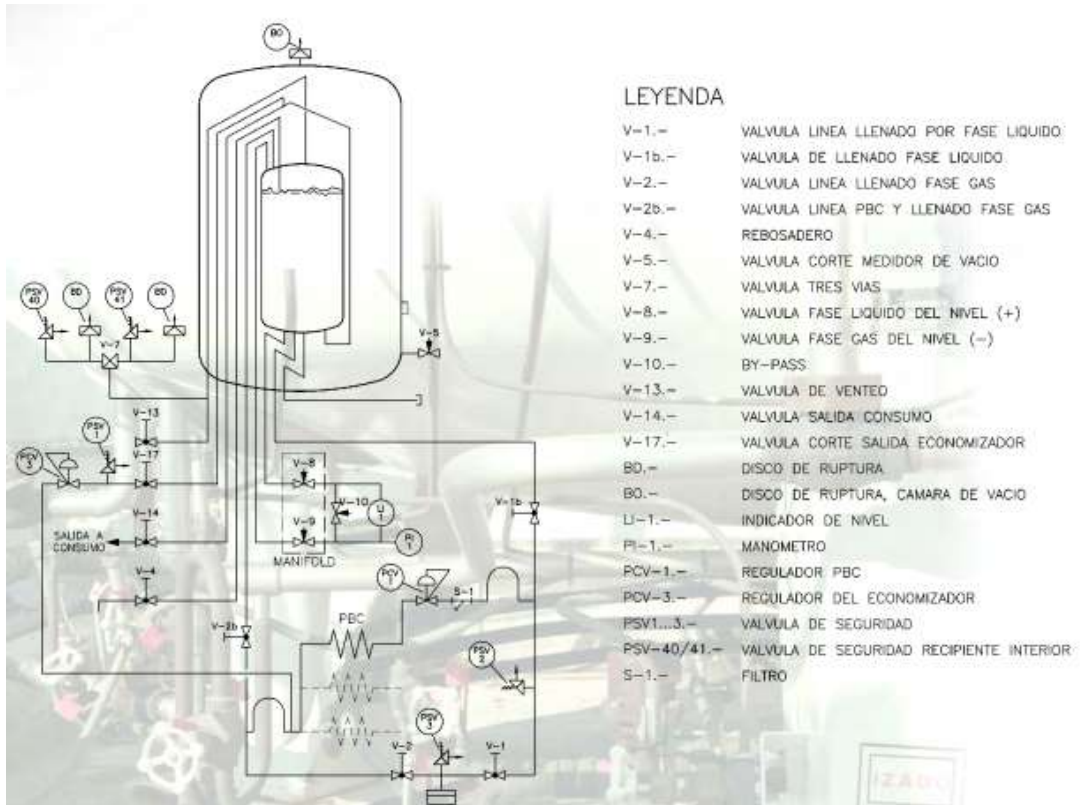 BD
LEYENDA
V-1.- VALVULA LINEA LLENADO POR FASE LIQUIDO
V-1b.- VALVULA DE LLENADO FASE LIQUIDO
V-2.- VALVULA LINEA LLENADO FASE GAS
V-2b.- VALVULA LINEA PBC Y LLENADO FASE GAS
V-4.- REBOSADERO
V-5.- VALVULA CORTE MEDIDOR DE VACIO
V-7.- VALVULA TRES VIAS
V-8.- VALVULA FASE LIQUIDO DEL NIVEL (+)
V-9.- VALVULA FASE GAS DEL NIVEL (-)
V-10.- BY-PASS
V-13.- VALVULA DE VENTEO
V-14.- VALVULA SALIDA CONSUMO
V-17.- VALVULA CORTE SALIDA ECONOMIZADOR
BD.- DISCO DE RUPTURA
BD.- DISCO DE RUPTURA, CAMARA DE VACIO
LI-1.- INDICADOR DE NIVEL
PI-1.- MANOMETRO
PCV-1.- REGULADOR PBC
PCV-3.- REGULADOR DEL ECONOMIZADOR
PSV1...3.- VALVULA DE SEGURIDAD
PSV-40/41.- VALVULA DE SEGURIDAD RECIPIENTE INTERIOR
S-1.- FILTRO
PSV 40
BD
PSV 41
BD
V-7
V-5
V-13
PSV 1
V-17
V-8
V-10
LI 1
V-1b
V-14
SALIDA A
CONSUMO
V-9
PI 1
MANIFOLD
V-4
PCV 1
S-1
V-2b
PBC
PSV 2
PSV 3
V-2
V-1